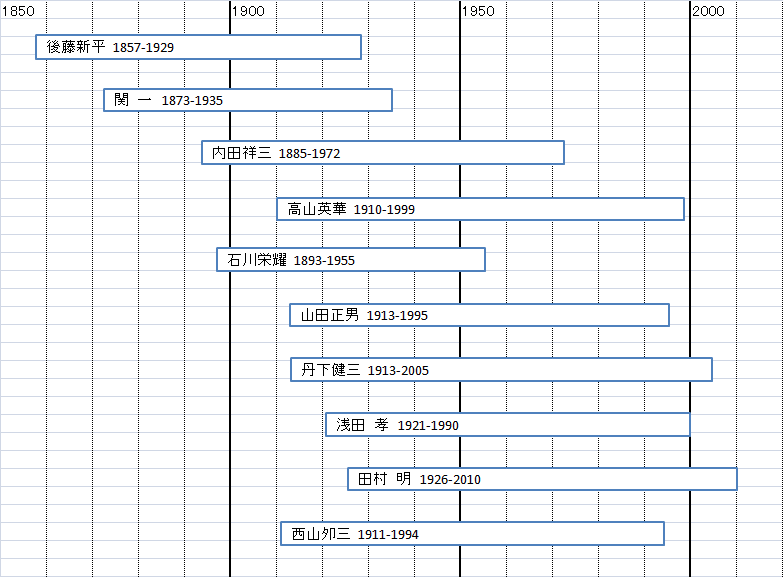 1850 1900 1950 2000
後藤新平 1857-1929
関 一 1873-1935
内田祥三 1885-1972
高山英華 1910-1999
石川栄耀 1893-1955
山田正男 1913-1995
丹下健三 1913-2005
浅田 孝 1921-1990
田村 明 1926-2010
西山夘三 1911-1994